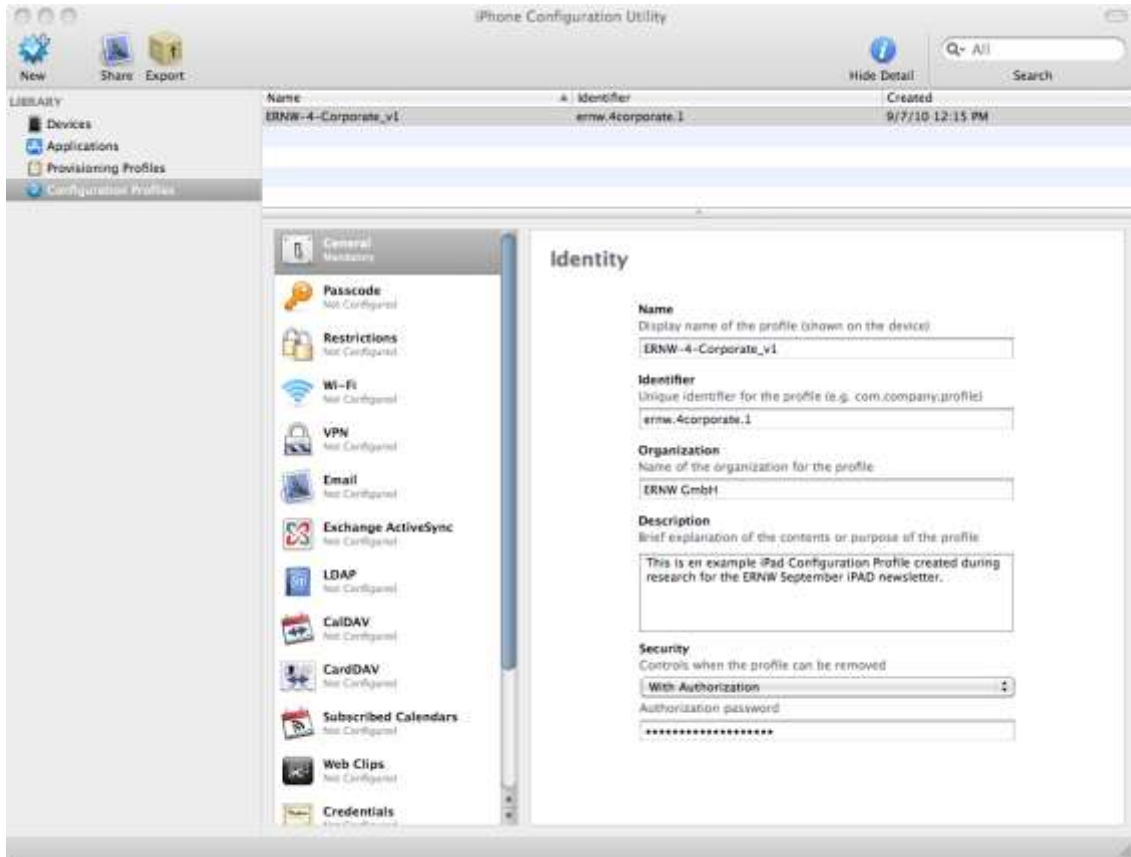 iPhone Configuration Utility
New
Share
Export
Hide Detail
All
Search
LIBRARY
Devices
Applications
Provisioning Profiles
Configuration Profiles
Name
Identifier
Created
ERNW-4-Corporate_v1
ernw.4corporate.1
9/7/10 12:15 PM
General
Mandatory
Passcode
Not Configured
Restrictions
Not Configured
Wi-Fi
Not Configured
VPN
Not Configured
Email
Not Configured
Exchange ActiveSync
Not Configured
LDAP
Not Configured
CalDAV
Not Configured
CardDAV
Not Configured
Subscribed Calendars
Not Configured
Web Clips
Not Configured
Credentials
Identity
Name
Display name of the profile (shown on the device)
ERNW-4-Corporate_v1
Identifier
Unique identifier for the profile (e.g. com.company.profile)
ernw.4corporate.1
Organization
Name of the organization for the profile
ERNW GmbH
Description
Brief explanation of the contents or purpose of the profile
This is en example iPad Configuration Profile created during
research for the ERNW September iPAD newsletter.
Security
Controls when the profile can be removed
With Authorization
Authorization password
•••••••••••••••••••